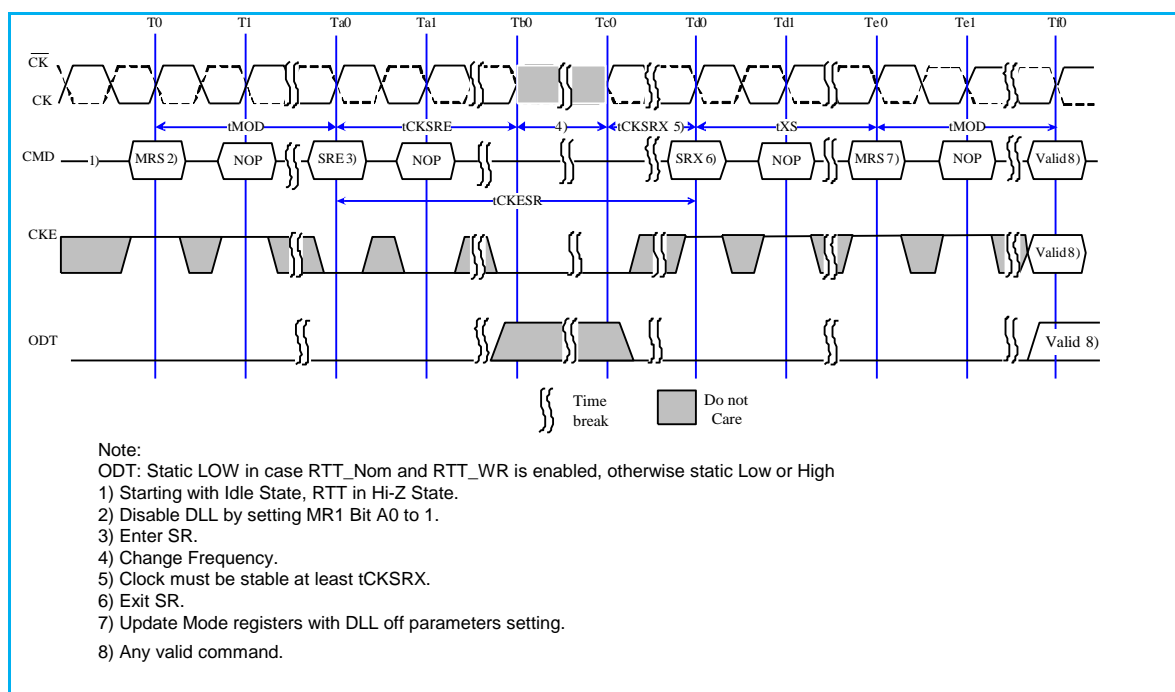 T0 T1 Ta0 Ta1 Tb0 Tc0 Td0 Td1 Te0 Te1 Tf0
CK
CK
tMOD tCKSRE 4) tCKSRX 5) tXS tMOD
CMD 1) MRS 2) NOP SRE 3) NOP SRX 6) NOP MRS 7) NOP Valid 8)
tCKESR
CKE Valid 8)
ODT Valid 8)
Time break
Do not Care
Note:
ODT: Static LOW in case RTT_Nom and RTT_WR is enabled, otherwise static Low or High
1) Starting with Idle State, RTT in Hi-Z State.
2) Disable DLL by setting MR1 Bit A0 to 1.
3) Enter SR.
4) Change Frequency.
5) Clock must be stable at least tCKSRX.
6) Exit SR.
7) Update Mode registers with DLL off parameters setting.
8) Any valid command.